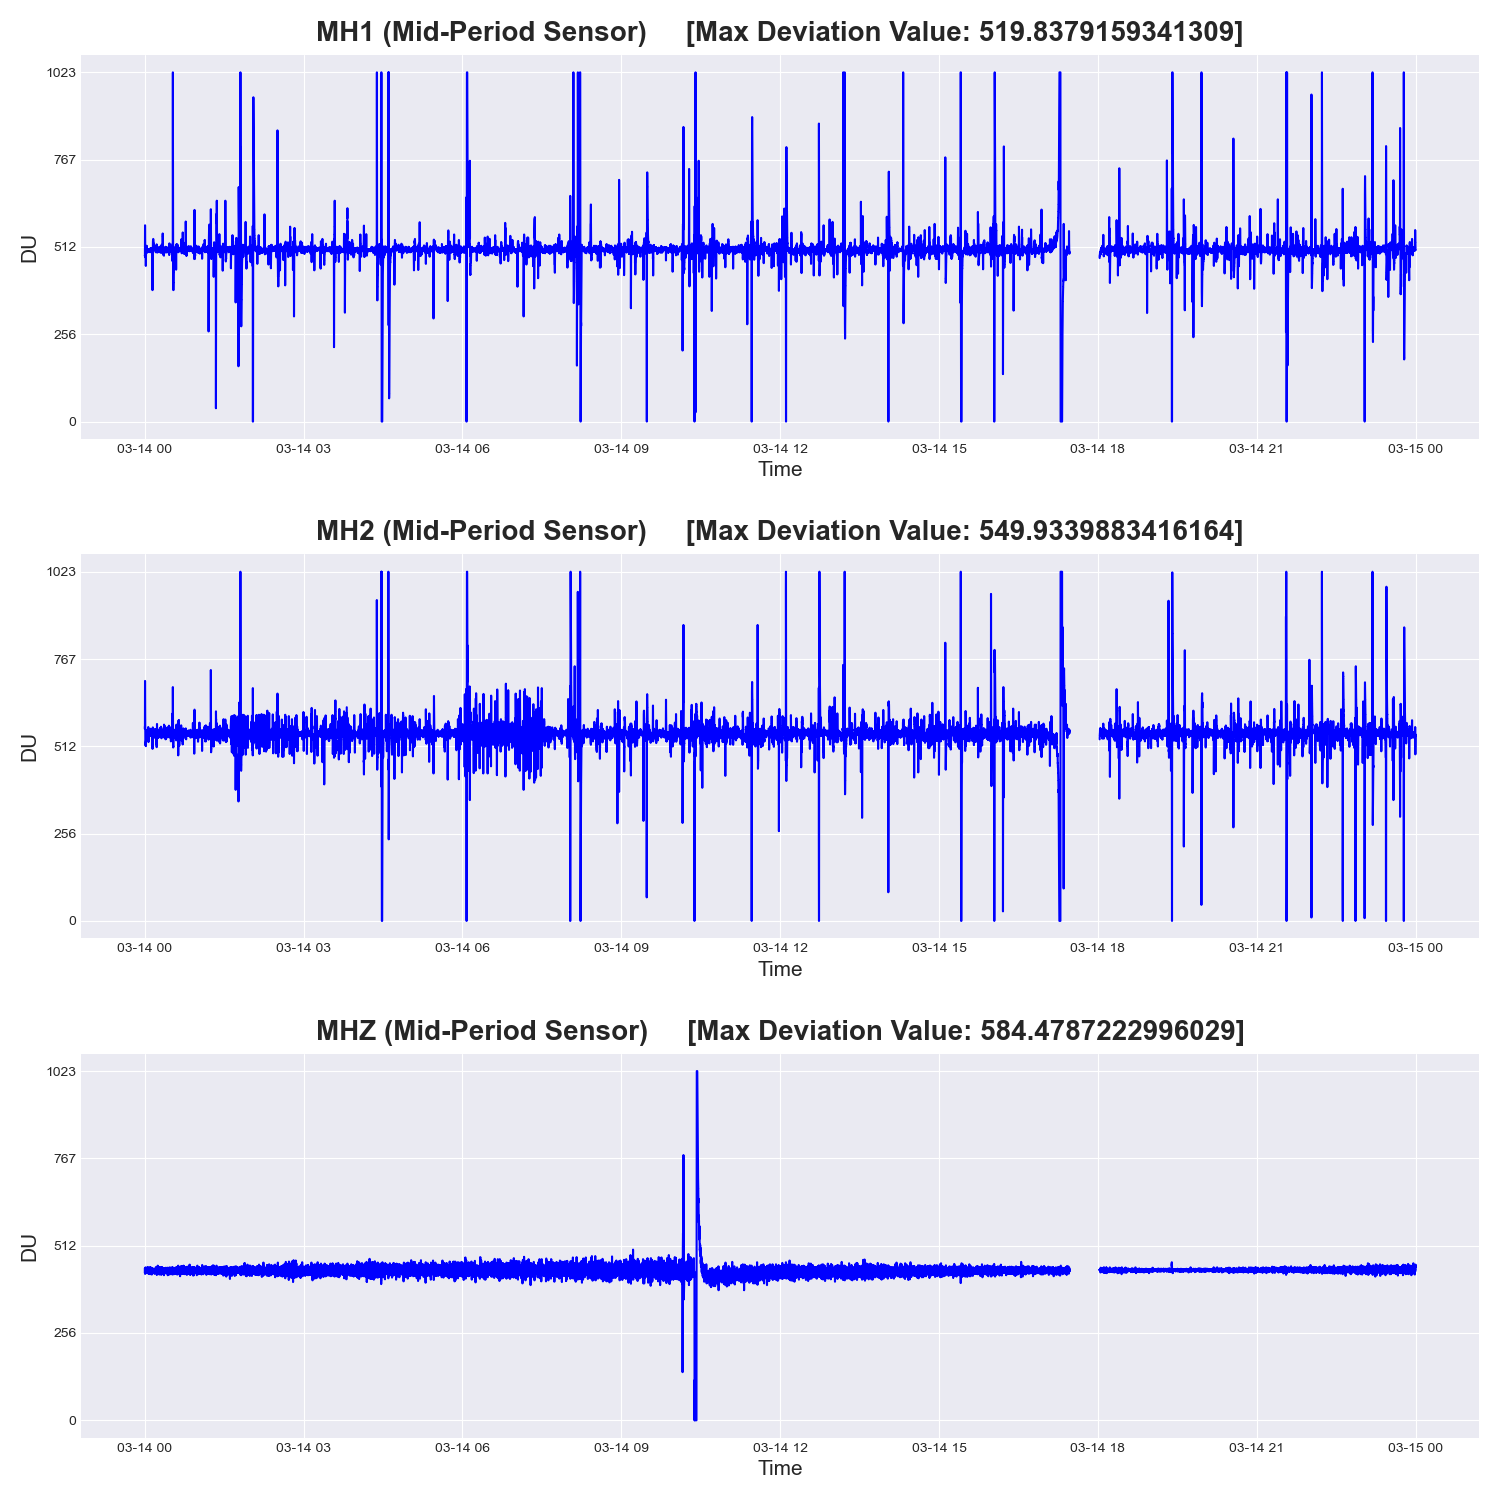 MH1 (Mid-Period Sensor) [Max Deviation Value: 519.8379159341309]
1023
767
512
256
0
DU
03-14 00 03-14 03 03-14 06 03-14 09 03-14 12 03-14 15 03-14 18 03-14 21 03-15 00
Time
MH2 (Mid-Period Sensor) [Max Deviation Value: 549.9339883416164]
1023
767
512
256
0
DU
03-14 00 03-14 03 03-14 06 03-14 09 03-14 12 03-14 15 03-14 18 03-14 21 03-15 00
Time
MHZ (Mid-Period Sensor) [Max Deviation Value: 584.4787222996029]
1023
767
512
256
0
DU
03-14 00 03-14 03 03-14 06 03-14 09 03-14 12 03-14 15 03-14 18 03-14 21 03-15 00
Time